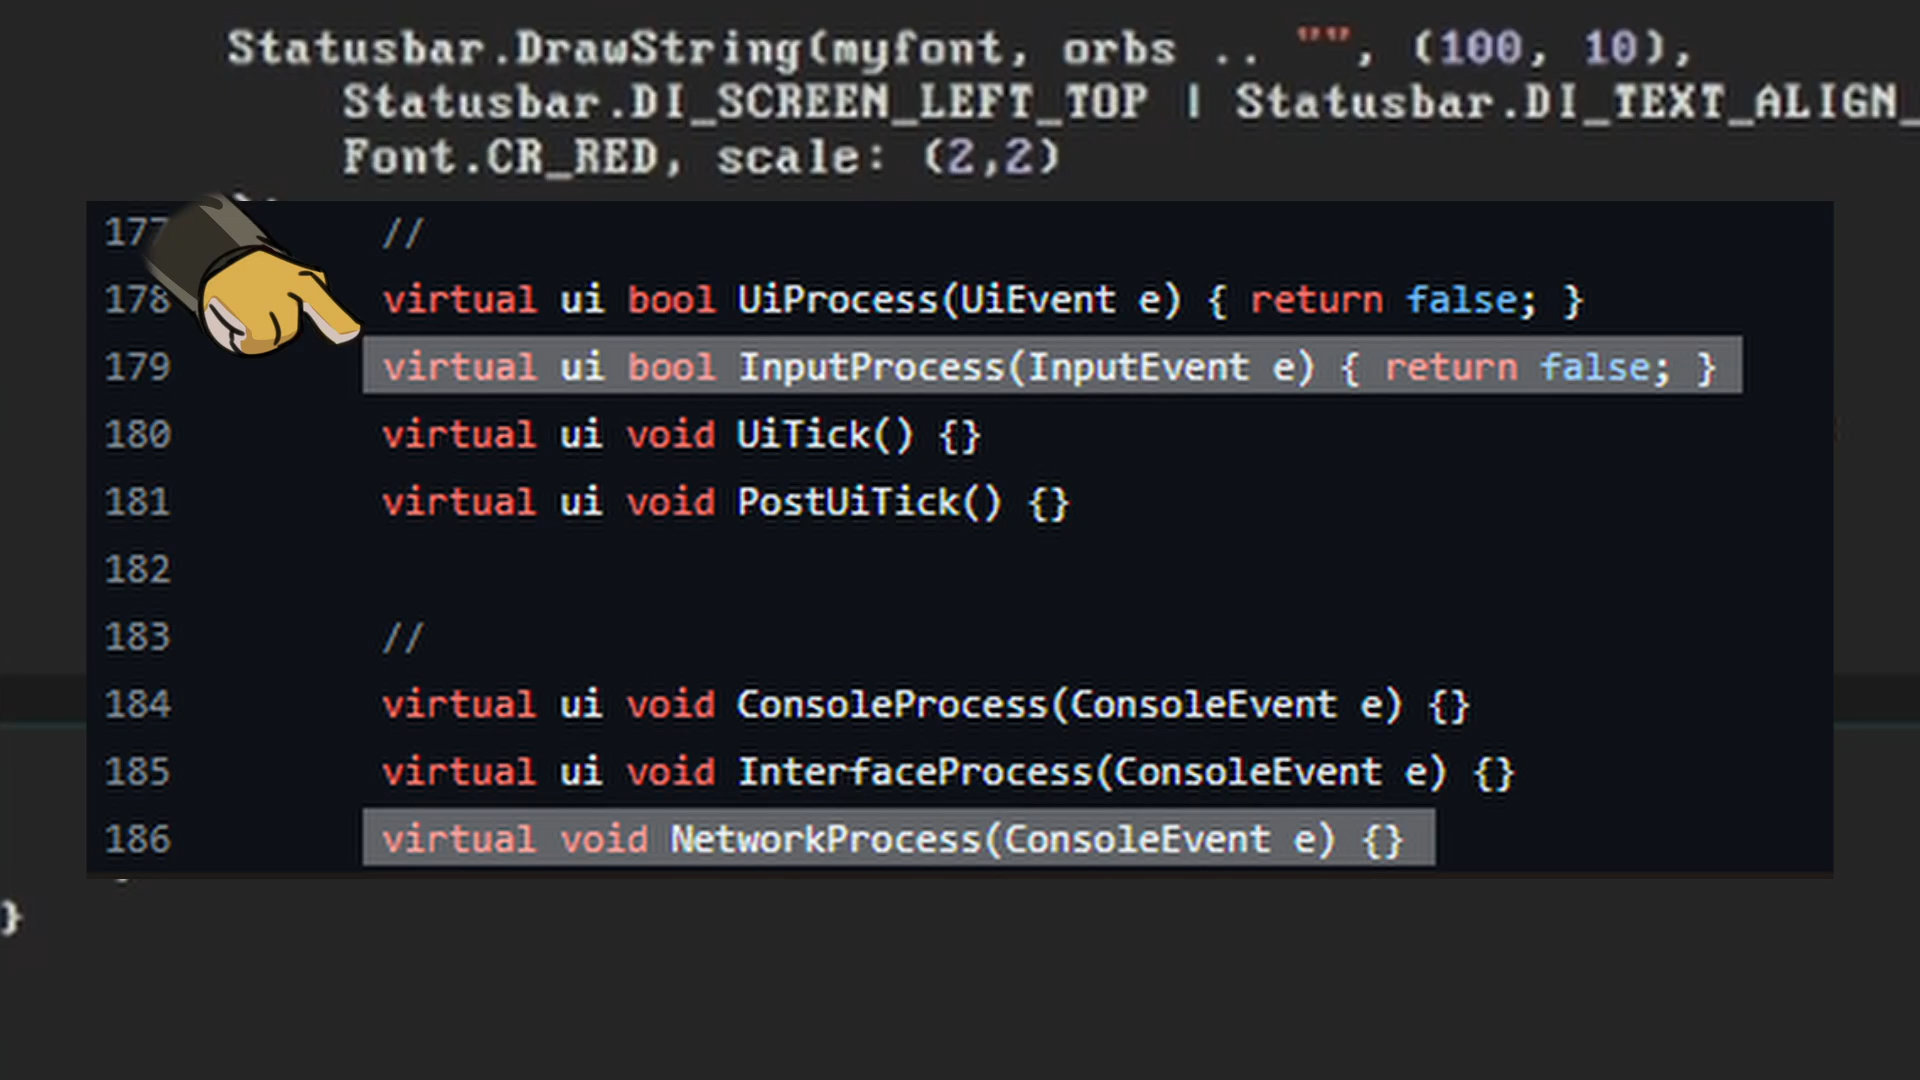 Statusbar.DrawString(myfont, orbs .. "", (100, 10),
Statusbar.DI_SCREEN_LEFT_TOP | Statusbar.DI_TEXT_ALIGN_
Font.CR_RED, scale: (2,2)
177 //
178 virtual ui bool UiProcess(UiEvent e) { return false; }
179 virtual ui bool InputProcess(InputEvent e) { return false; }
180 virtual ui void UiTick() {}
181 virtual ui void PostUiTick() {}
182
183 //
184 virtual ui void ConsoleProcess(ConsoleEvent e) {}
185 virtual ui void InterfaceProcess(ConsoleEvent e) {}
186 virtual void NetworkProcess(ConsoleEvent e) {}
}